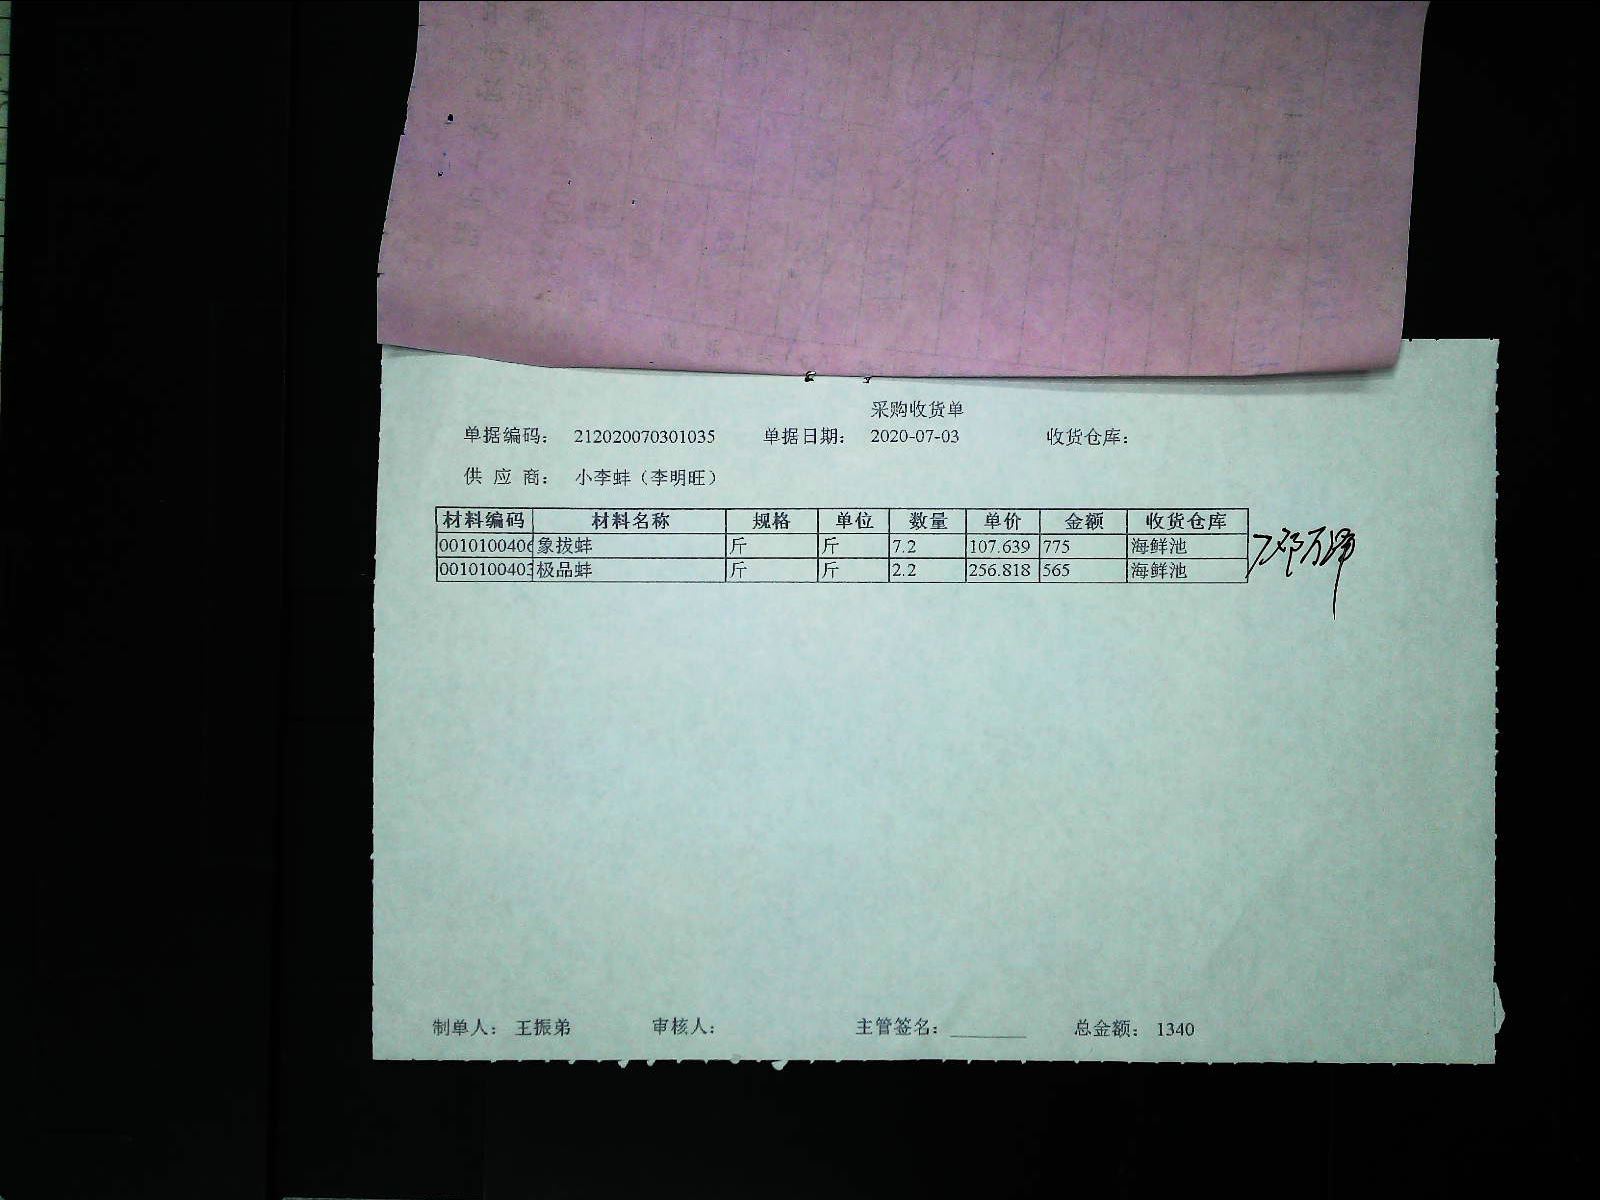 采购收货单
单据编码： 212020070301035 单据日期： 2020-07-03 收货仓库：
供 应 商： 小李蚌（李明旺）
材料编码 材料名称 规格 单位 数量 单价 金额 收货仓库
0010100406 象拔蚌 斤 斤 7.2 107.639 775 海鲜池
0010100403 极品蚌 斤 斤 2.2 256.818 565 海鲜池
制单人： 王振弟 审核人： 主管签名： ________ 总金额： 1340